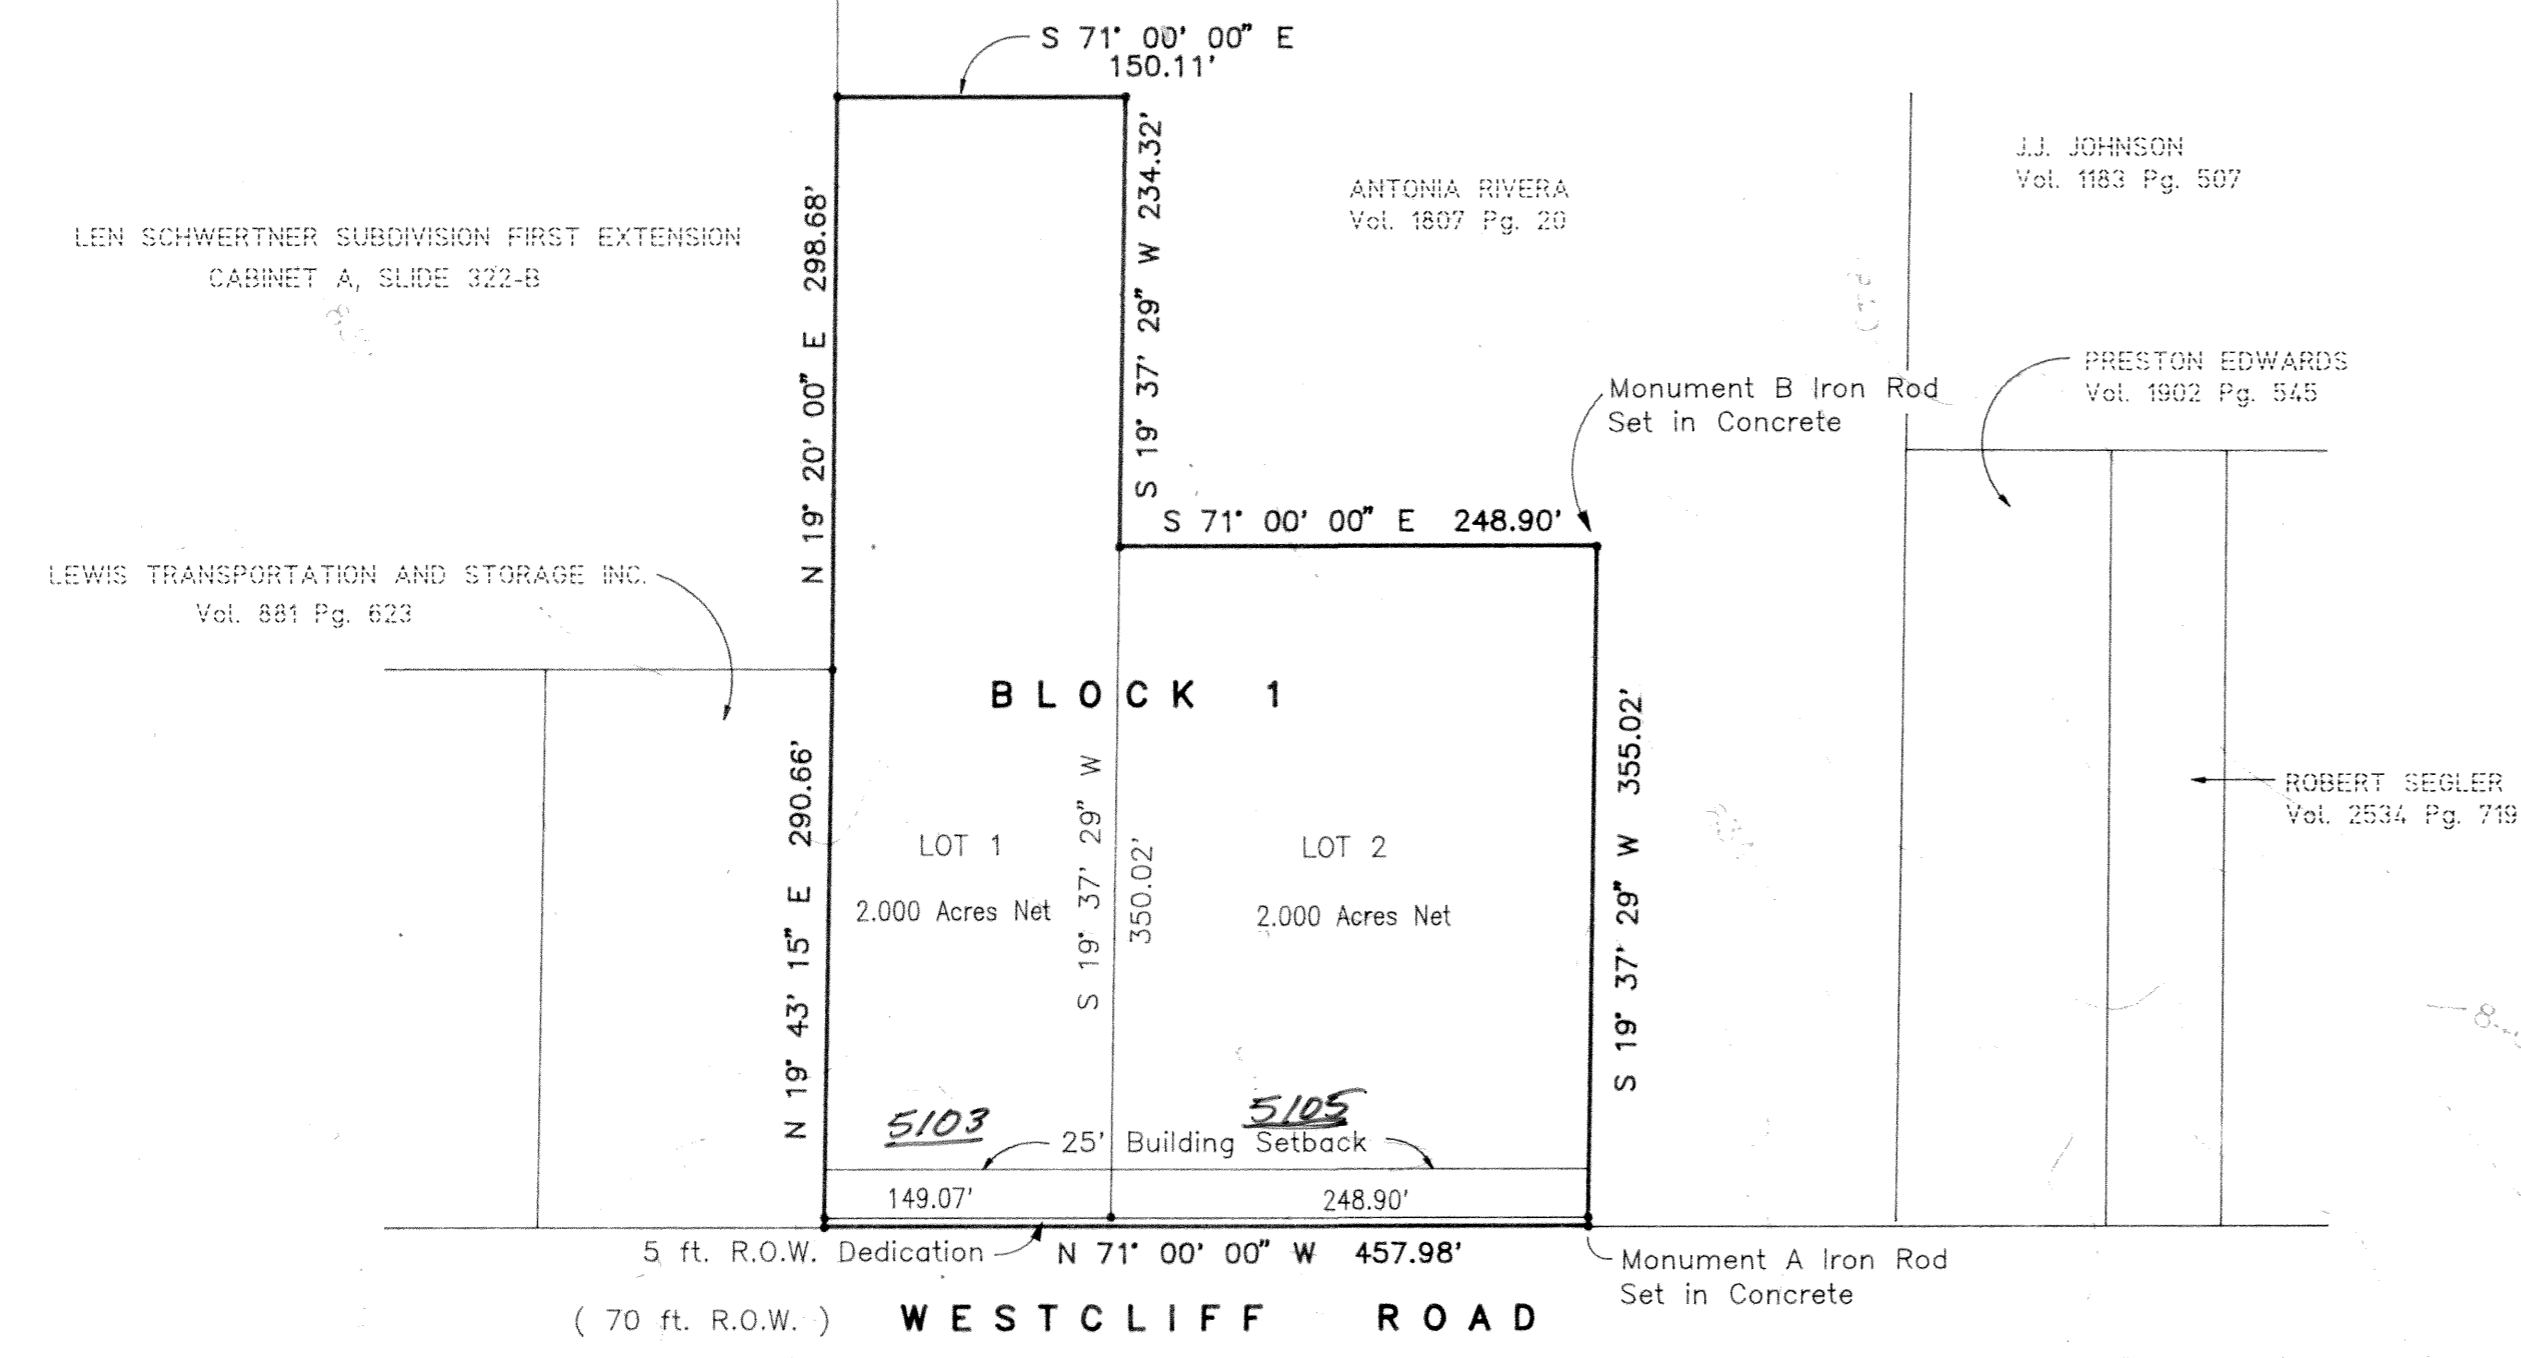 S 71° 00' 00" E
150.11'
S 19° 37' 29" W 234.32'
J.J. JOHNSON
Vol. 1183 Pg. 507
ANTONIA RIVERA
Vol. 1807 Pg. 20
LEN SCHWERTNER SUBDIVISION FIRST EXTENSION
CABINET A, SLIDE 322-B
N 19° 20' 00" E 298.68'
PRESTON EDWARDS
Vol. 1902 Pg. 545
Monument B Iron Rod
Set in Concrete
S 71° 00' 00" E 248.90'
LEWIS TRANSPORTATION AND STORAGE INC.
Vol. 881 Pg. 623
BLOCK 1
N 19° 43' 15" E 290.66'
S 19° 37' 29" W
350.02'
S 19° 37' 29" W 355.02'
ROBERT SEGLER
Vol. 2534 Pg. 719
LOT 1
2.000 Acres Net
LOT 2
2.000 Acres Net
5103
5105
25' Building Setback
149.07'
248.90'
5 ft. R.O.W. Dedication
N 71° 00' 00" W 457.98'
Monument A Iron Rod
Set in Concrete
( 70 ft. R.O.W. )
WESTCLIFF ROAD